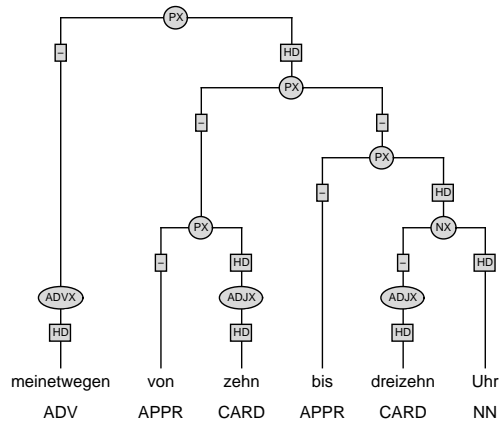 PX
– HD
PX
– –
PX
– HD
PX NX
– HD – HD
ADVX ADJX ADJX
HD HD HD
meinetwegen von zehn bis dreizehn Uhr
ADV APPR CARD APPR CARD NN